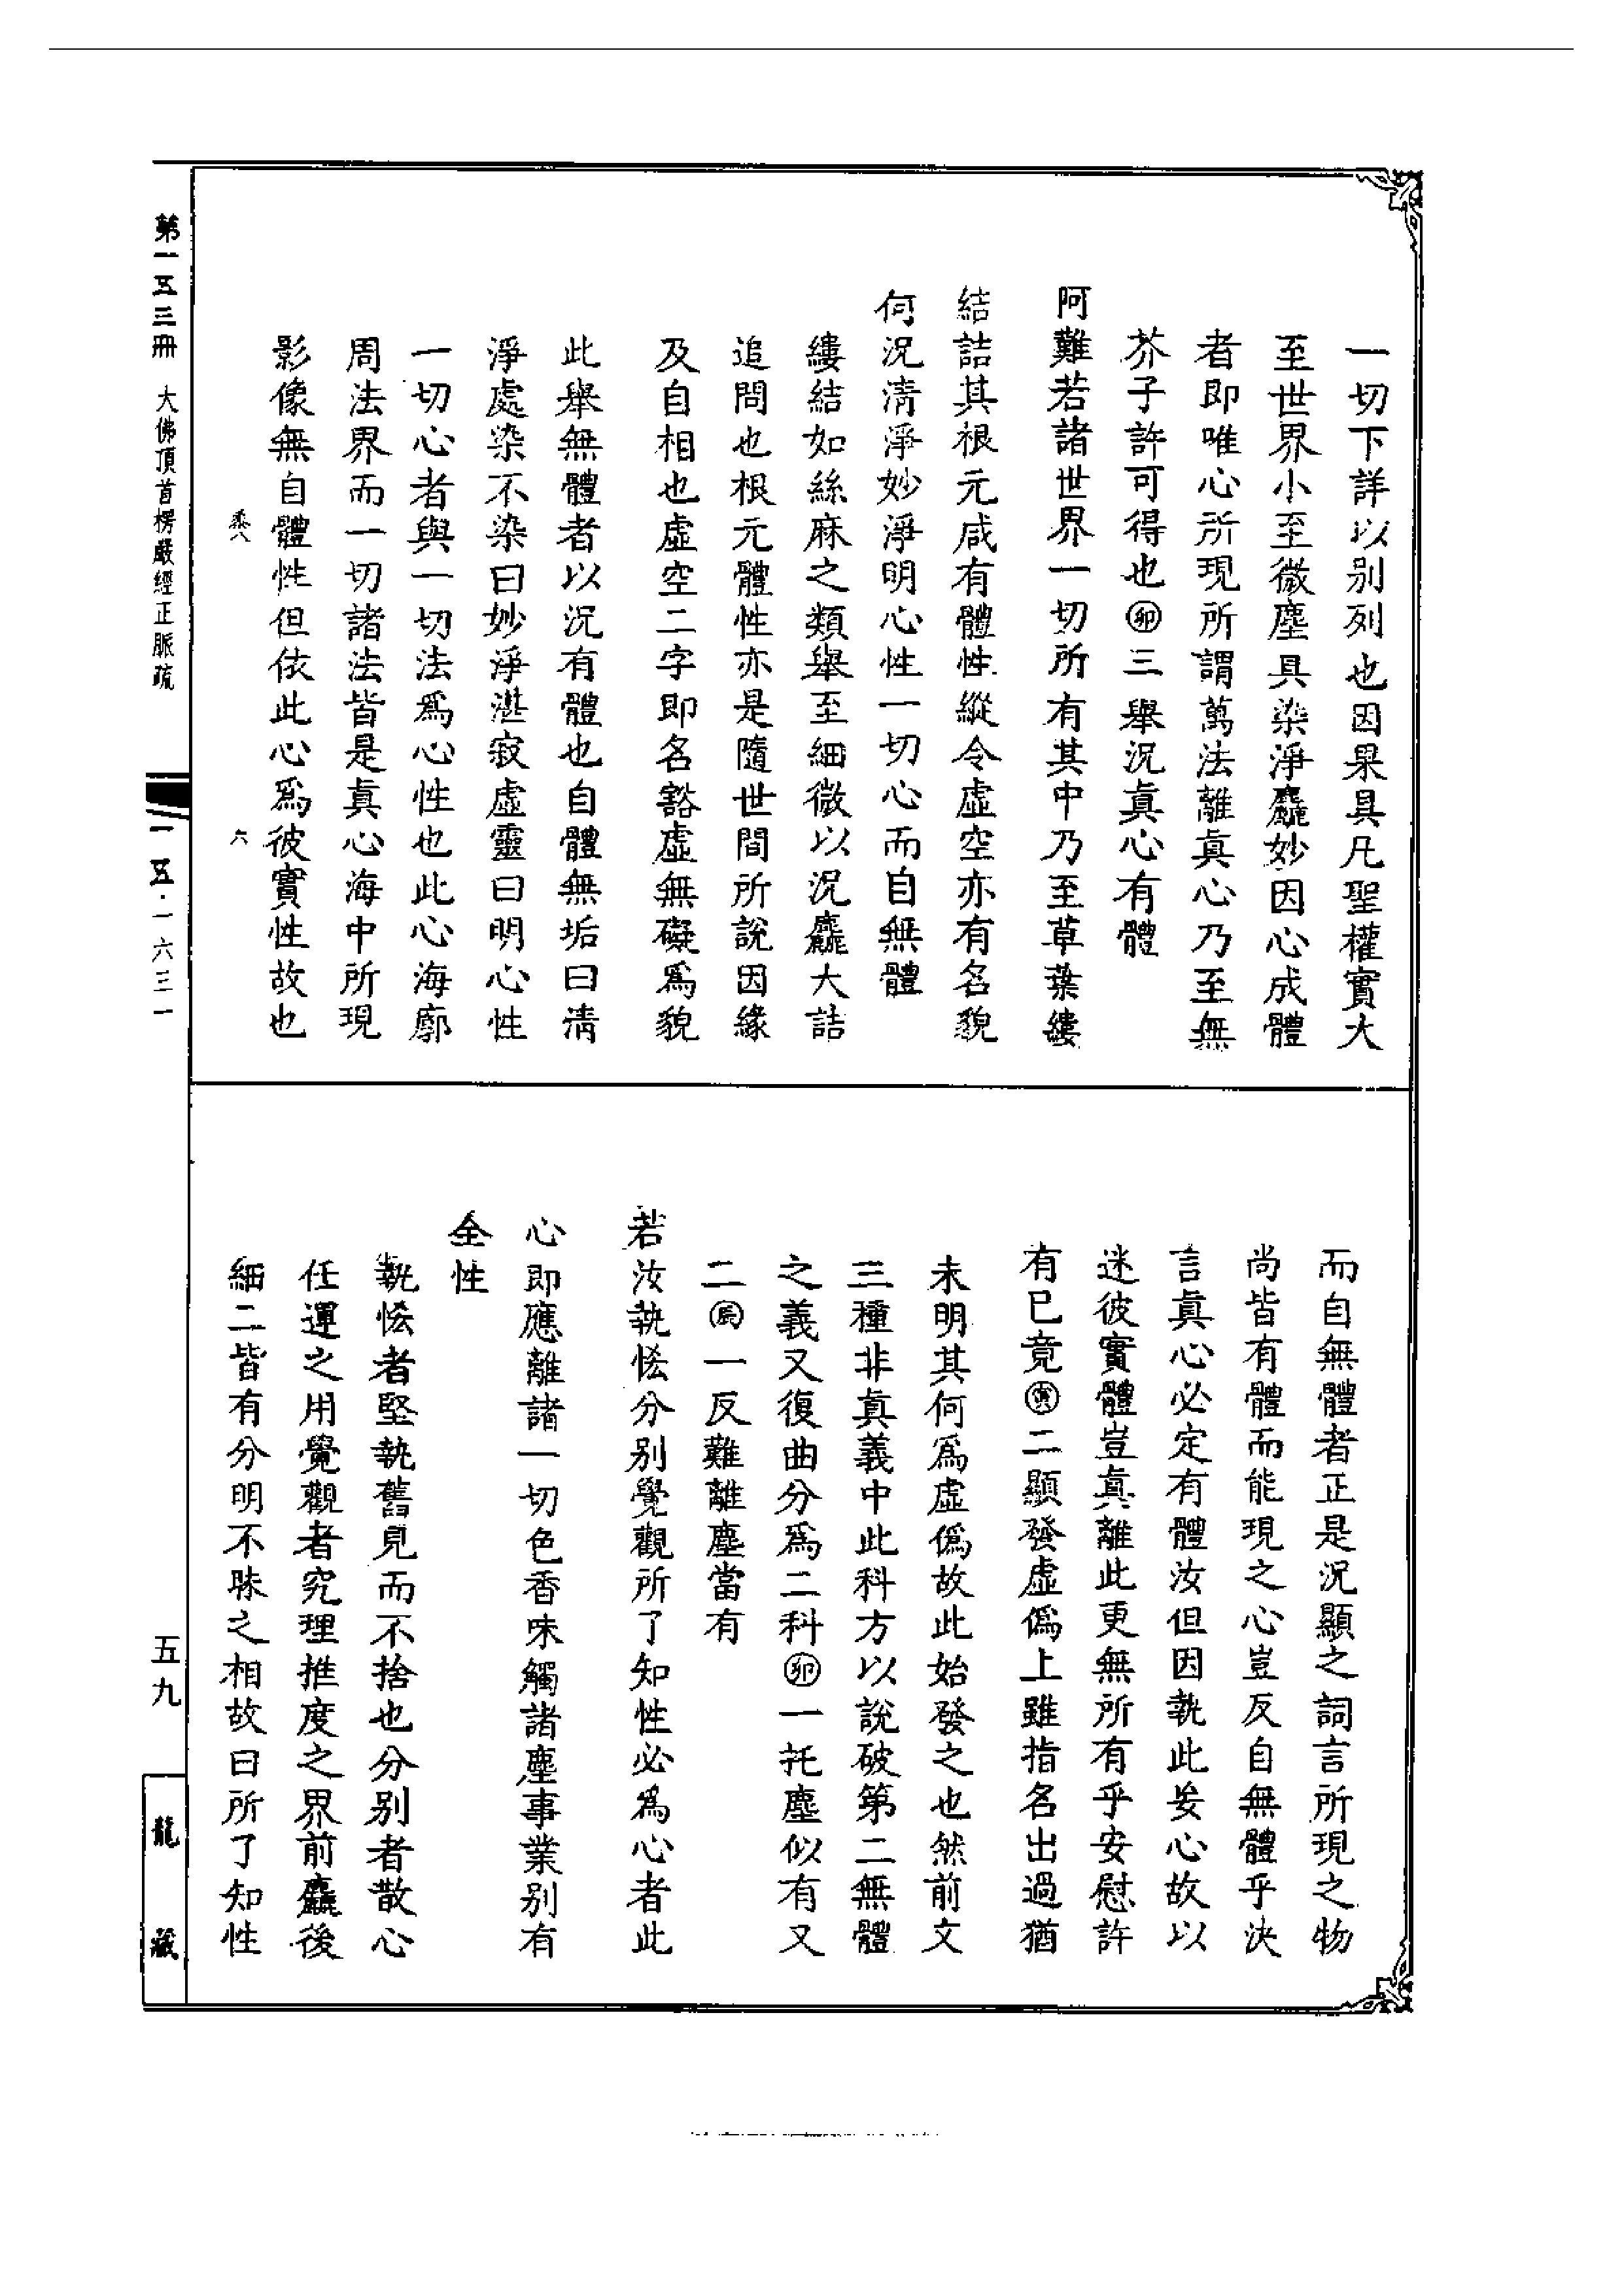 一切下詳以别列也因果具凡聖權實大
至世界小至微塵具染淨麤妙因心成體
者即唯心所現所謂萬法離真心乃至無
芥子許可得也㊞三舉況真心有體
阿難若諸世界一切所有其中乃至草葉縷
結詰其根元咸有體性縱令虛空亦有名貌
何況清淨妙淨明心性一切心而自無體
縷結如絲麻之類舉至細微以況麤大詰
追問也根元體性亦是隨世間所說因緣
及自相也虛空二字即名豁虛無礙爲貌
此舉無體者以況有體也自體無垢曰清
淨處染不染曰妙淨湛寂虛靈曰明心性
一切心者與一切法爲心性也此心海廓
周法界而一切諸法皆是真心海中所現
影像無自體性但依此心爲彼實性故也
六
而自無體者正是況顯之詞言所現之物
尚皆有體而能現之心豈反自無體乎決
言真心必定有體汝但因執此妄心故以
迷彼實體豈真離此更無所有乎安慰許
有已竟寅二顯發虛僞上雖指名出過猶
未明其何爲虛僞故此始發之也然前文
三種非真義中此科方以說破第二無體
之義又復曲分爲二科卯一托塵似有又
二辰一反難離塵當有
若汝執悋分别覺觀所了知性必爲心者此
心即應離諸一切色香味觸諸塵事業别有
全性
執悋者堅執舊見而不捨也分别者散心
任運之用覺觀者究理推度之界前麤後
細二皆有分明不昧之相故曰所了知性
第一五三冊 大佛頂首楞嚴經正脈疏
一五·一六三一
五九
龍藏